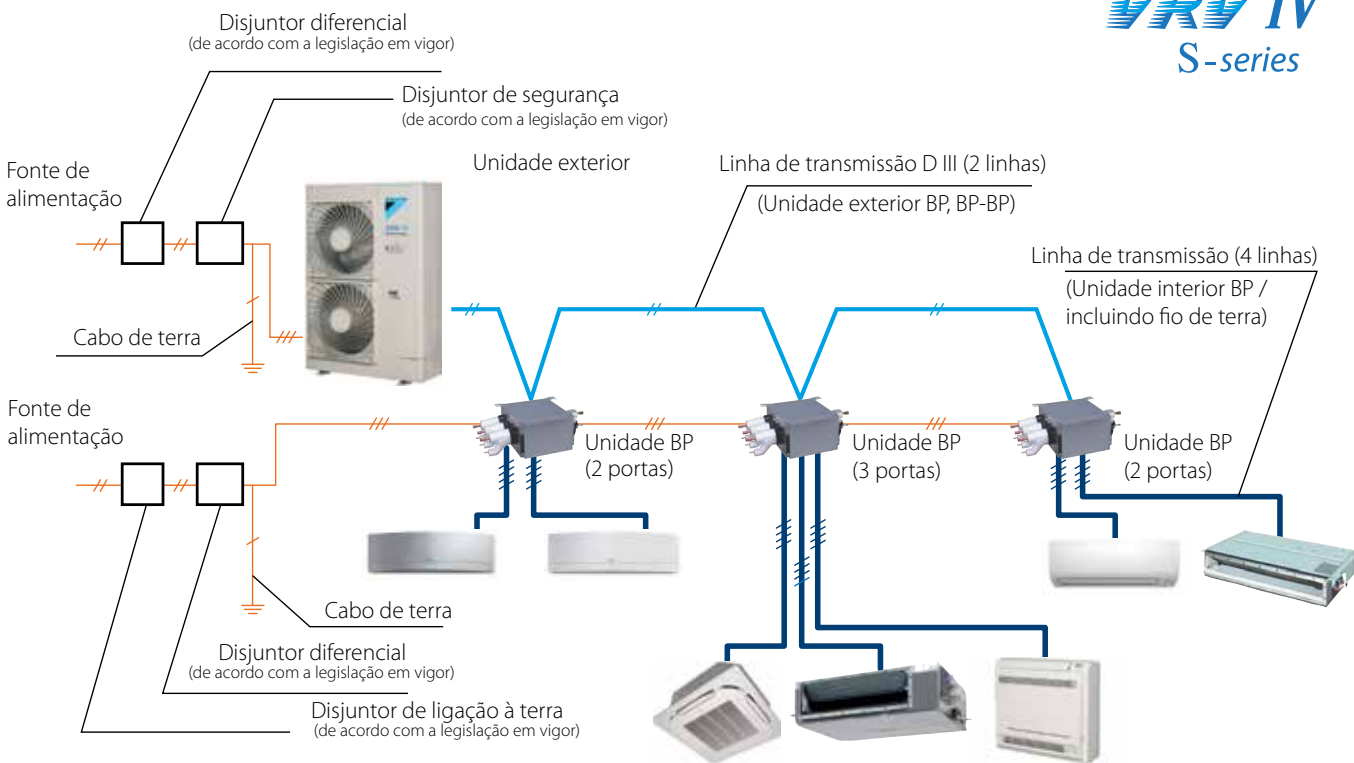 VRV IV
S-series
Disjuntor diferencial
(de acordo com a legislação em vigor)
Disjuntor de segurança
(de acordo com a legislação em vigor)
Fonte de
alimentação
Unidade exterior
Linha de transmissão D III (2 linhas)
(Unidade exterior BP, BP-BP)
Linha de transmissão (4 linhas)
(Unidade interior BP /
incluindo fio de terra)
Cabo de terra
Fonte de
alimentação
Unidade BP
(2 portas)
Unidade BP
(3 portas)
Unidade BP
(2 portas)
Cabo de terra
Disjuntor diferencial
(de acordo com a legislação em vigor)
Disjuntor de ligação à terra
(de acordo com a legislação em vigor)